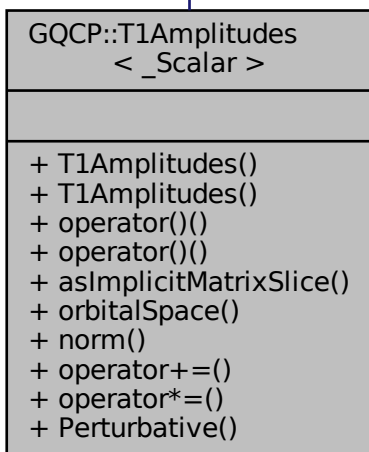 GQCP::T1Amplitudes
< _Scalar >
+ T1Amplitudes()
+ T1Amplitudes()
+ operator()()
+ operator()()
+ asImplicitMatrixSlice()
+ orbitalSpace()
+ norm()
+ operator+=()
+ operator*=()
+ Perturbative()